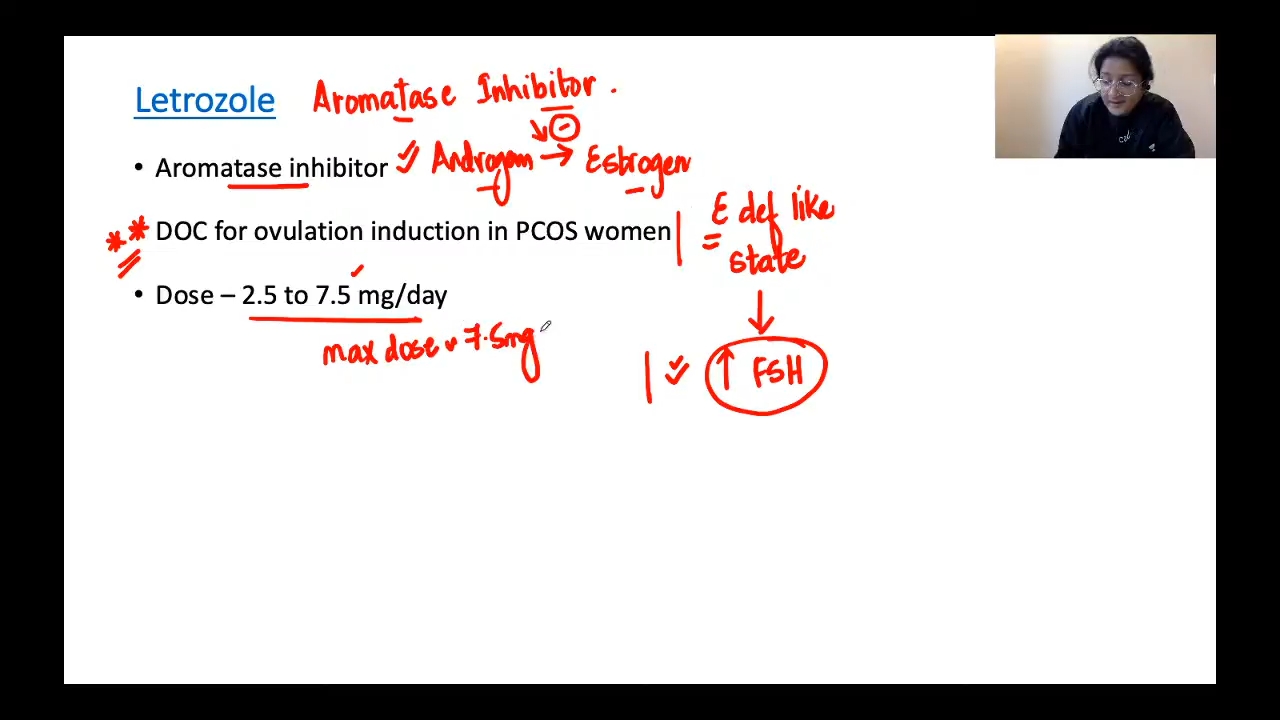 Letrozole Aromatase Inhibitor.
• Aromatase inhibitor Androgen → Estrogen
** DOC for ovulation induction in PCOS women
E def like
state
• Dose – 2.5 to 7.5 mg/day
max dose 7.5mg
↑ FSH